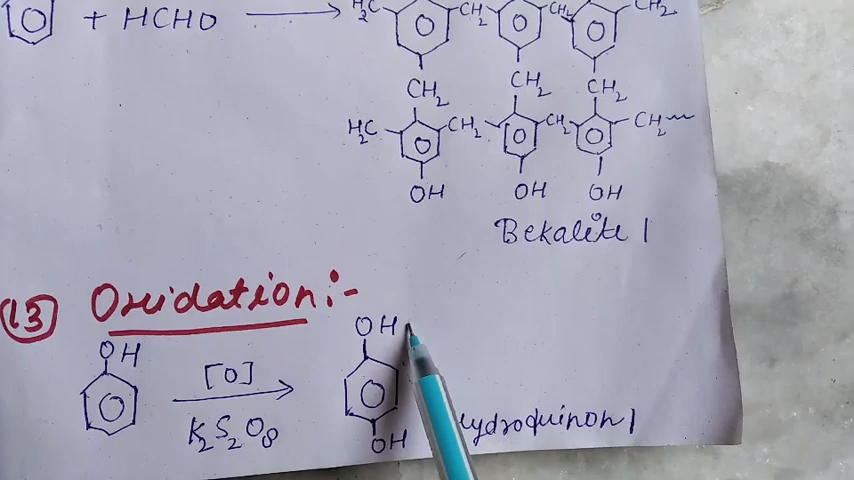 + HCHO
H₂C CH₂ CH₂ CH₂
CH₂ CH₂ CH₂
H₂C CH₂ CH₂ CH₂
OH OH OH
Bekalite |
(13) Oxidation:-
OH OH
[O]
K₂S₂O₈
OH ydroquinon |